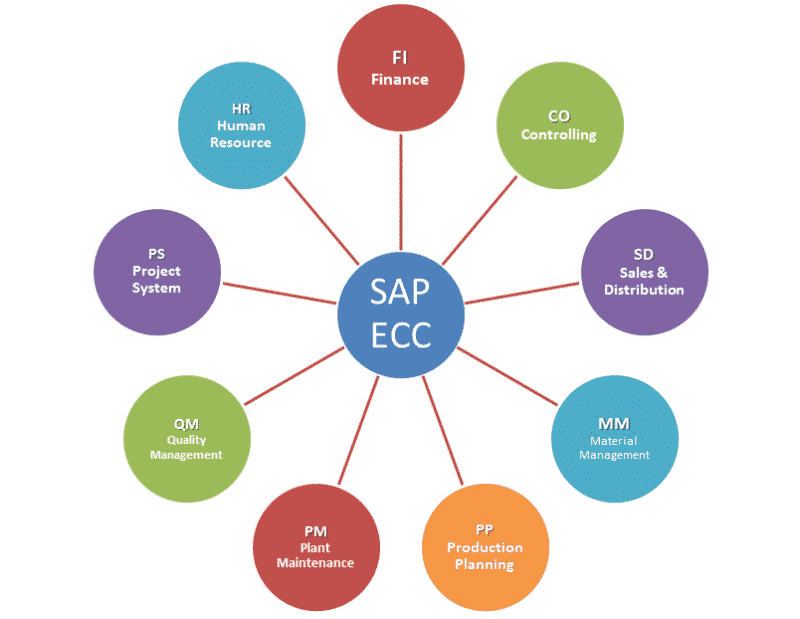 FI
Finance
CO
Controlling
SD
Sales &
Distribution
MM
Material
Management
PP
Production
Planning
PM
Plant
Maintenance
QM
Quality
Management
PS
Project
System
HR
Human
Resource
SAP
ECC